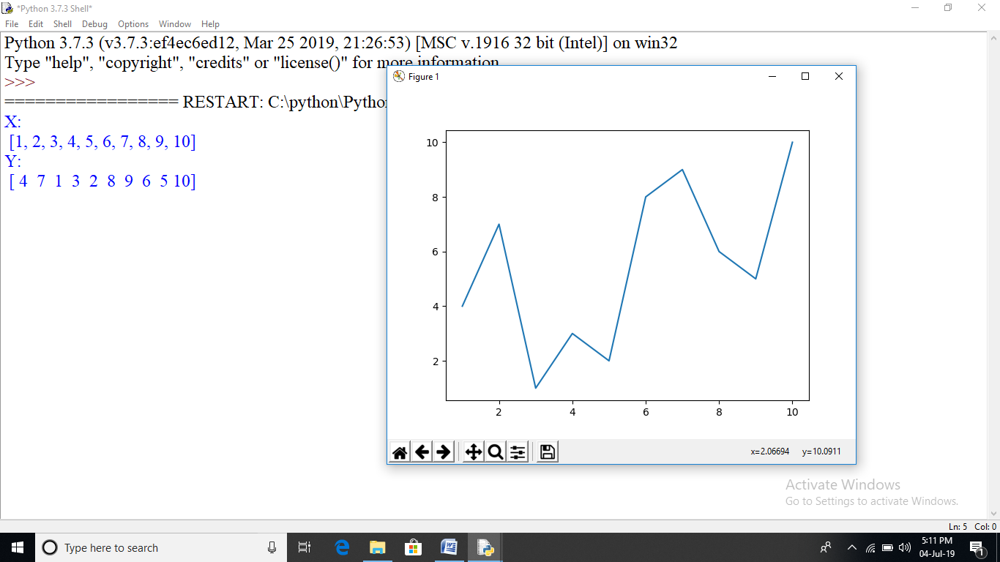 *Python 3.7.3 Shell*
File Edit Shell Debug Options Window Help
Python 3.7.3 (v3.7.3:ef4ec6ed12, Mar 25 2019, 21:26:53) [MSC v.1916 32 bit (Intel)] on win32
Type "help", "copyright", "credits" or "license()" for more information.
>>>
================= RESTART: C:\python\Pytho
X:
[1, 2, 3, 4, 5, 6, 7, 8, 9, 10]
Y:
[ 4 7 1 3 2 8 9 6 5 10]
Figure 1
10
8
6
4
2
2 4 6 8 10
x=2.06694 y=10.0911
Activate Windows
Go to Settings to activate Windows.
Ln: 5 Col: 0
Type here to search
5:11 PM
04-Jul-19
1